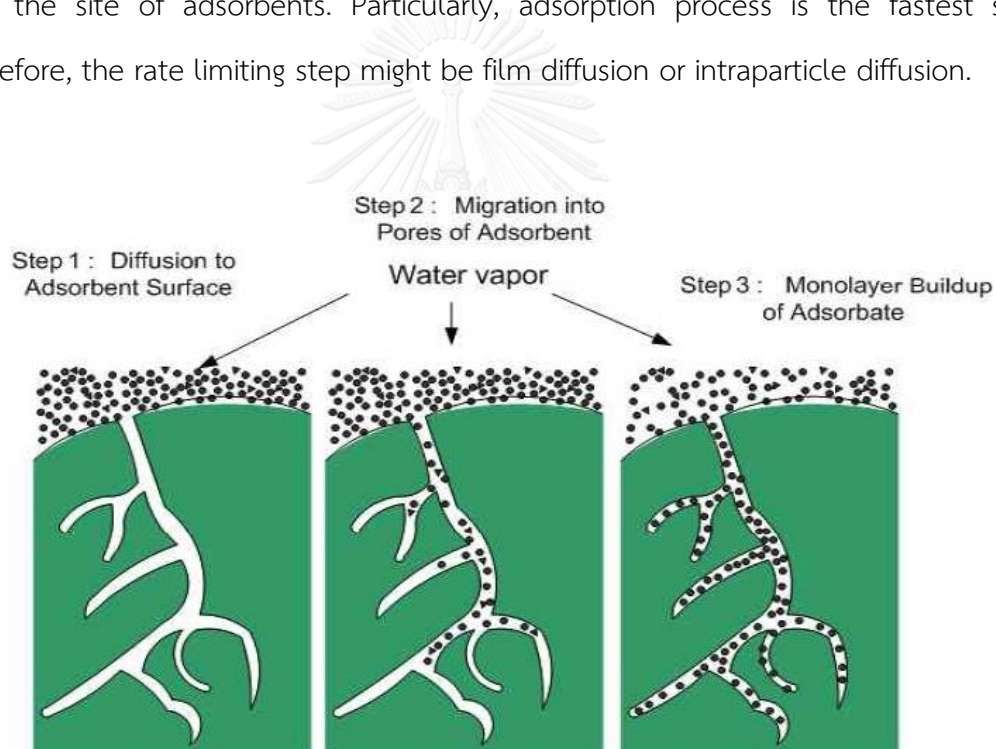 the site of adsorbents. Particularly, adsorption process is the fastest
efore, the rate limiting step might be film diffusion or intraparticle diffusion.
Step 2 : Migration into
Pores of Adsorbent
Step 1 : Diffusion to
Adsorbent Surface
Water vapor
Step 3 : Monolayer Buildup
of Adsorbate